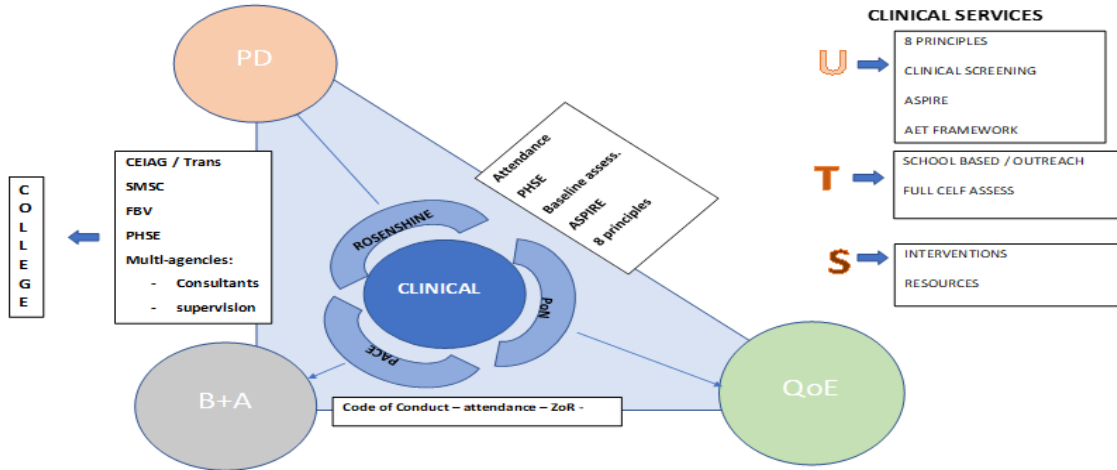 PD
CLINICAL SERVICES
U
8 PRINCIPLES
CLINICAL SCREENING
ASPIRE
AET FRAMEWORK
T
SCHOOL BASED / OUTREACH
FULL CELF ASSESS
S
INTERVENTIONS
RESOURCES
Attendance
PHSE
Baseline assess.
ASPIRE
8 principles
COLLEGE
CEIAG / Trans
SMSC
FBV
PHSE
Multi-agencies:
- Consultants
- supervision
ROSENSHINE
CLINICAL
PoN
PACE
B+A
QoE
Code of Conduct – attendance – ZoR -